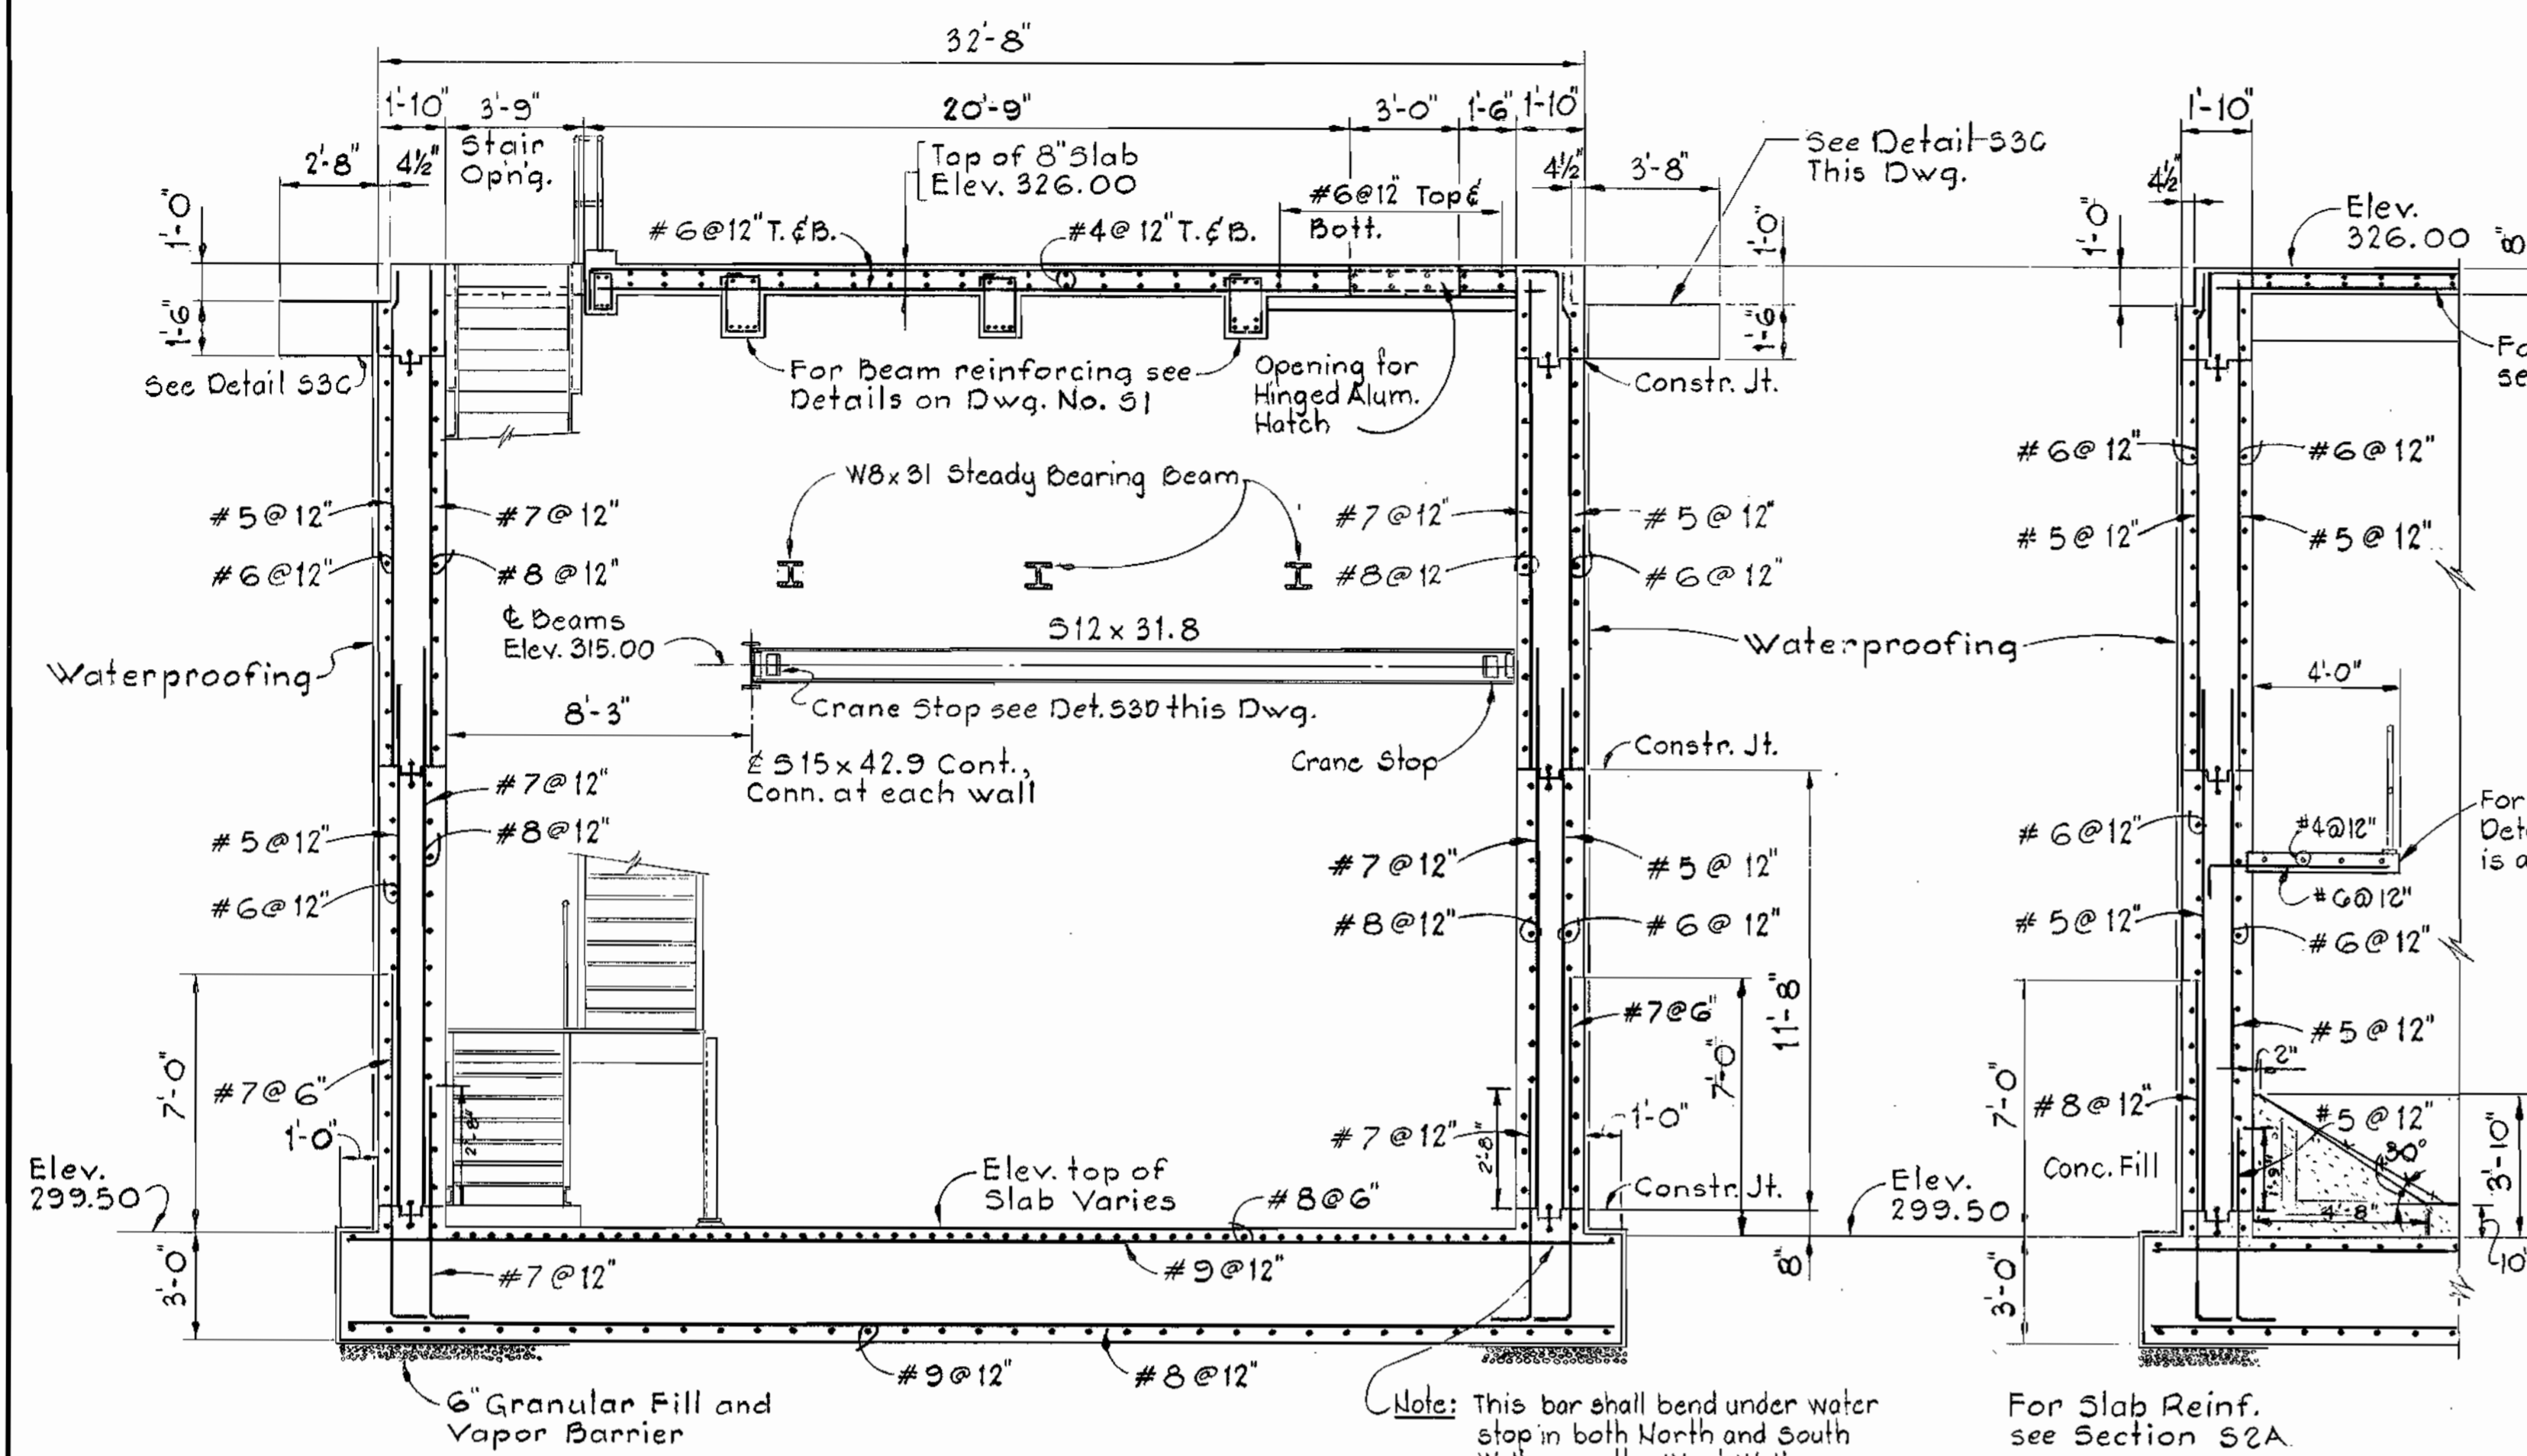 32'-8"
1'-10"
3'-9"
20'-9"
3'-0"
1'-6"
1'-10"
1'-10"
Stair
Op'n'g.
2'-8"
4½"
Top of 8" Slab
Elev. 326.00
4½"
3'-8"
See Detail S3C
This Dwg.
4½"
#6@12" Top &
Bott.
#6@12" T.&B.
#4@12" T.&B.
1'-0"
1'-0"
1'-0"
Elev.
326.00
8"
1'-6"
1'-6"
See Detail S3C
For Beam reinforcing see
Details on Dwg. No. S1
Opening for
Hinged Alum.
Hatch
Constr. Jt.
W8x31 Steady Bearing Beam
#6@12"
#6@12"
#5@12"
#7@12"
#7@12"
#5@12"
#5@12"
#5@12"
#6@12"
#8@12"
#8@12
#6@12"
℄ Beams
Elev. 315.00
S12 x 31.8
Waterproofing
Waterproofing
4'-0"
8'-3"
Crane Stop see Det. S3D this Dwg.
℄ S15x42.9 Cont.,
Conn. at each wall
Crane Stop
Constr. Jt.
#7@12"
#5@12"
#8@12"
#6@12"
#7@12"
#5@12"
#8@12"
#6@12"
#6@12"
#4@12"
For
is a
#6@12"
#5@12"
#6@12"
11'-8"
7'-0"
#7@6"
#7@6"
7'-0"
7'-0"
#5@12"
2"
#8@12"
#5@12"
30°
3'-10"
Conc. Fill
4'-8"
1'-0"
2'-8"
#7@12"
2'-8"
1'-0"
Elev.
299.50
Elev. top of
Slab Varies
#8@6"
Constr. Jt.
Elev.
299.50
10"
3'-0"
#7@12"
#9@12"
8"
3'-0"
#9@12"
#8@12"
6" Granular Fill and
Vapor Barrier
Note: This bar shall bend under water
stop in both North and South
For Slab Reinf.
see Section S2A